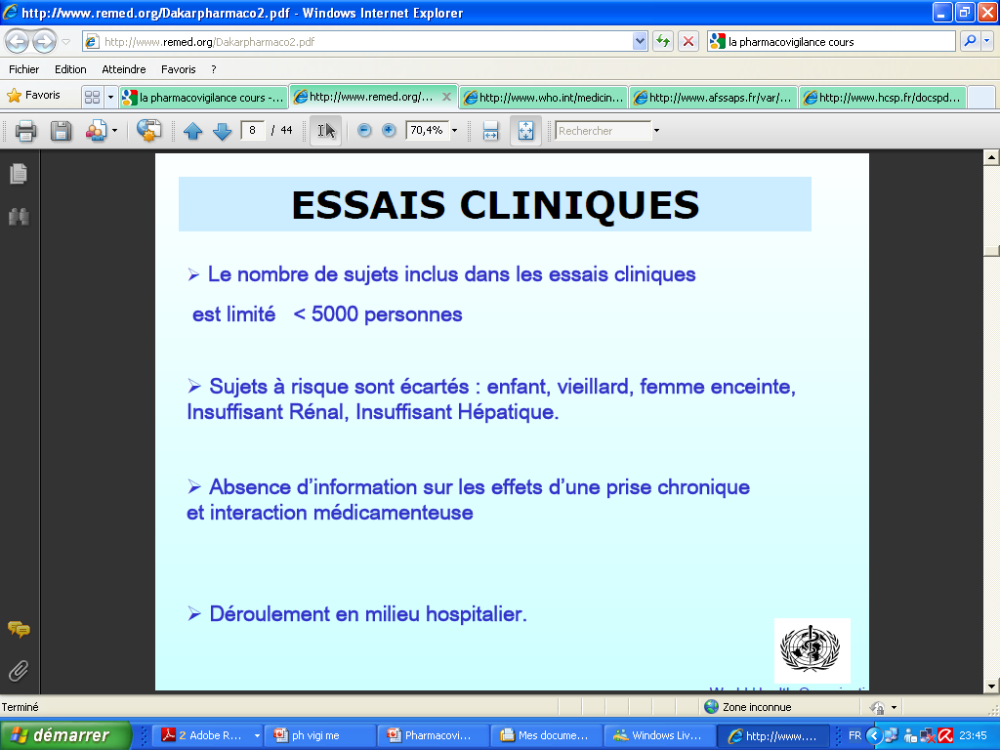 http://www.remed.org/Dakarpharmaco2.pdf - Windows Internet Explorer
http://www.remed.org/Dakarpharmaco2.pdf
la pharmacovigilance cours
Fichier Edition Atteindre Favoris ?
Favoris
la pharmacovigilance cours -...
http://www.remed.org/...
http://www.who.int/medicin...
http://www.afssaps.fr/var/...
http://www.hcsp.fr/docspd...
8 / 44
70,4%
Rechercher
ESSAIS CLINIQUES
➢ Le nombre de sujets inclus dans les essais cliniques
est limité < 5000 personnes
➢ Sujets à risque sont écartés : enfant, vieillard, femme enceinte,
Insuffisant Rénal, Insuffisant Hépatique.
➢ Absence d’information sur les effets d’une prise chronique
et interaction médicamenteuse
➢ Déroulement en milieu hospitalier.
Terminé
Zone inconnue
démarrer
2 Adobe R...
ph vigi me
Pharmacovi...
Mes docume...
Windows Liv...
http://www....
FR
23:45